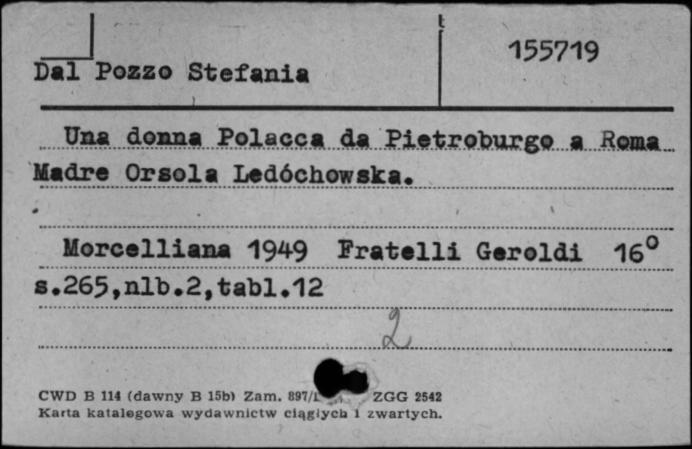 155719
Dal Pozzo Stefania
Una donna Polacca da Pietroburgo a Roma
Madre Orsola Ledóchowska.
Morcelliana 1949 Fratelli Geroldi 16°
s.265,nlb.2,tabl.12
2
CWD B 114 (dawny B 15b) Zam. ZGG 2542
Karta katalogowa wydawnictw ciągłych i zwartych.